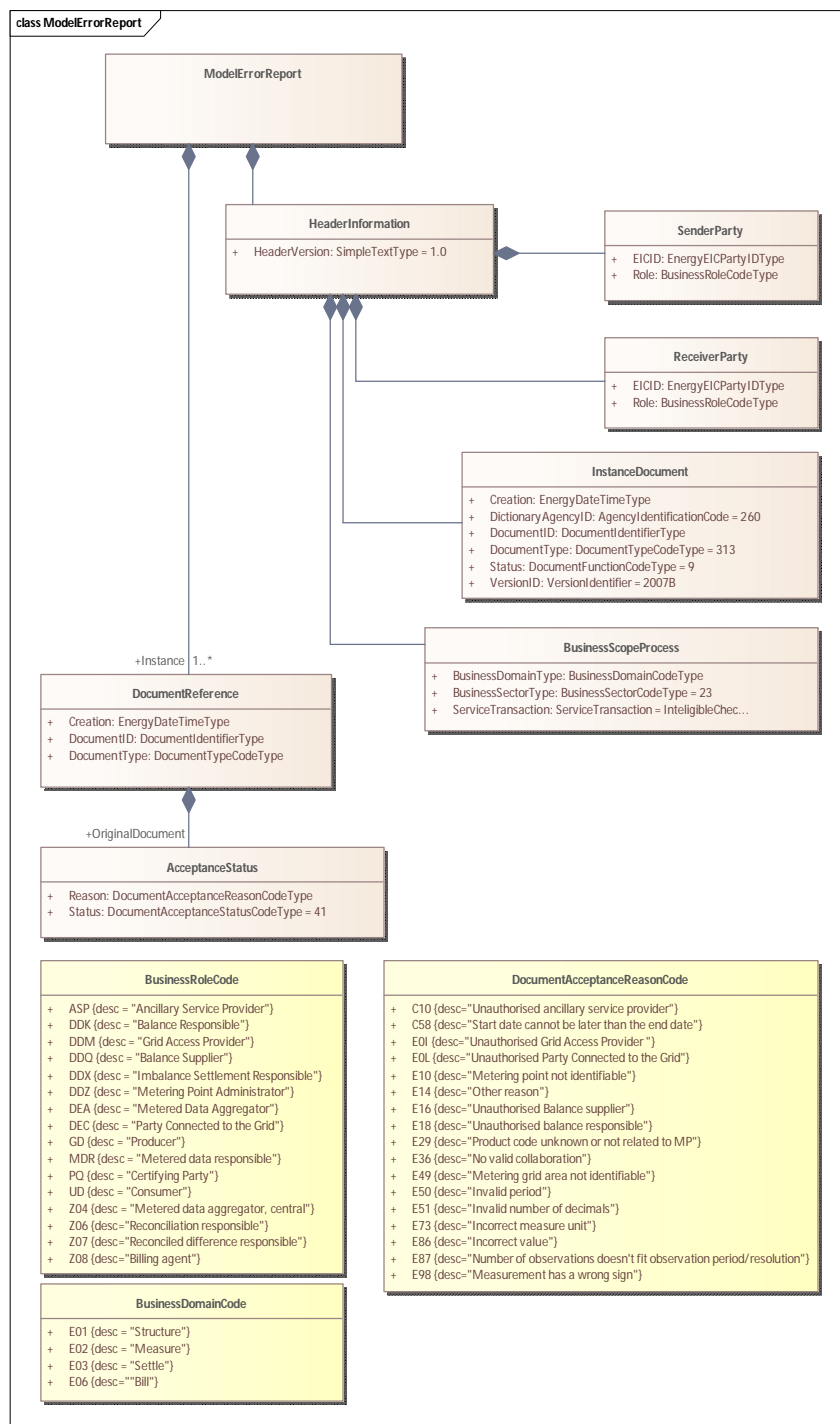 class ModelErrorReport
ModelErrorReport
HeaderInformation
+ HeaderVersion: SimpleTextType = 1.0
SenderParty
+ EICID: EnergyEICPartyIDType
+ Role: BusinessRoleCodeType
ReceiverParty
+ EICID: EnergyEICPartyIDType
+ Role: BusinessRoleCodeType
InstanceDocument
+ Creation: EnergyDateTimeType
+ DictionaryAgencyID: AgencyIdentificationCode = 260
+ DocumentID: DocumentIdentifierType
+ DocumentType: DocumentTypeCodeType = 313
+ Status: DocumentFunctionCodeType = 9
+ VersionID: VersionIdentifier = 2007B
BusinessScopeProcess
+ BusinessDomainType: BusinessDomainCodeType
+ BusinessSectorType: BusinessSectorCodeType = 23
+ ServiceTransaction: ServiceTransaction = InteligibleChec...
+Instance 1..*
DocumentReference
+ Creation: EnergyDateTimeType
+ DocumentID: DocumentIdentifierType
+ DocumentType: DocumentTypeCodeType
+OriginalDocument
AcceptanceStatus
+ Reason: DocumentAcceptanceReasonCodeType
+ Status: DocumentAcceptanceStatusCodeType = 41
BusinessRoleCode
+ ASP {desc = "Ancillary Service Provider"}
+ DDK {desc = "Balance Responsible"}
+ DDM {desc = "Grid Access Provider"}
+ DDQ {desc = "Balance Supplier"}
+ DDX {desc = "Imbalance Settlement Responsible"}
+ DDZ {desc = "Metering Point Administrator"}
+ DEA {desc = "Metered Data Aggregator"}
+ DEC {desc = "Party Connected to the Grid"}
+ GD {desc = "Producer"}
+ MDR {desc = "Metered data responsible"}
+ PQ {desc = "Certifying Party"}
+ UD {desc = "Consumer"}
+ Z04 {desc = "Metered data aggregator, central"}
+ Z06 {desc="Reconciliation responsible"}
+ Z07 {desc="Reconciled difference responsible"}
+ Z08 {desc="Billing agent"}
DocumentAcceptanceReasonCode
+ C10 {desc="Unauthorised ancillary service provider"}
+ C58 {desc="Start date cannot be later than the end date"}
+ E0I {desc="Unauthorised Grid Access Provider "}
+ E0L {desc="Unauthorised Party Connected to the Grid"}
+ E10 {desc="Metering point not identifiable"}
+ E14 {desc="Other reason"}
+ E16 {desc="Unauthorised Balance supplier"}
+ E18 {desc="Unauthorised balance responsible"}
+ E29 {desc="Product code unknown or not related to MP"}
+ E36 {desc="No valid collaboration"}
+ E49 {desc="Metering grid area not identifiable"}
+ E50 {desc="Invalid period"}
+ E51 {desc="Invalid number of decimals"}
+ E73 {desc="Incorrect measure unit"}
+ E86 {desc="Incorrect value"}
+ E87 {desc="Number of observations doesn't fit observation period/resolution"}
+ E98 {desc="Measurement has a wrong sign"}
BusinessDomainCode
+ E01 {desc = "Structure"}
+ E02 {desc = "Measure"}
+ E03 {desc = "Settle"}
+ E06 {desc=""Bill"}